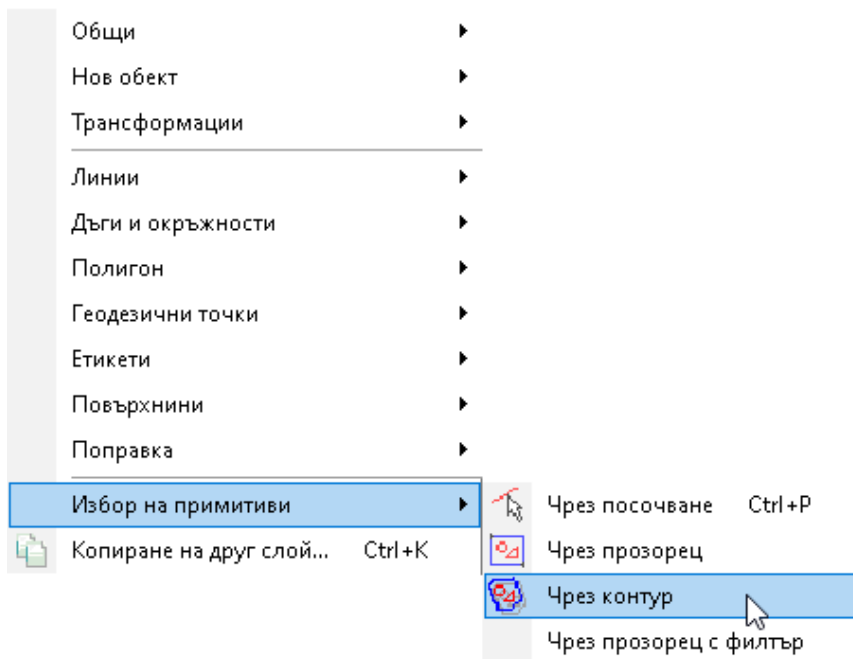 Общи
Нов обект
Трансформации
Линии
Дъги и окръжности
Полигон
Геодезични точки
Етикети
Повърхнини
Поправка
Избор на примитиви
Чрез посочване Ctrl+P
Копиране на друг слой... Ctrl+K
Чрез прозорец
Чрез контур
Чрез прозорец с филтър